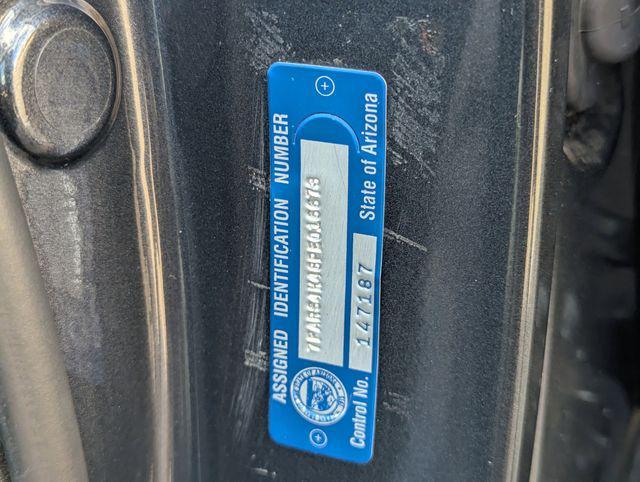 ASSIGNED IDENTIFICATION NUMBER
State of Arizona
Control No. 147187